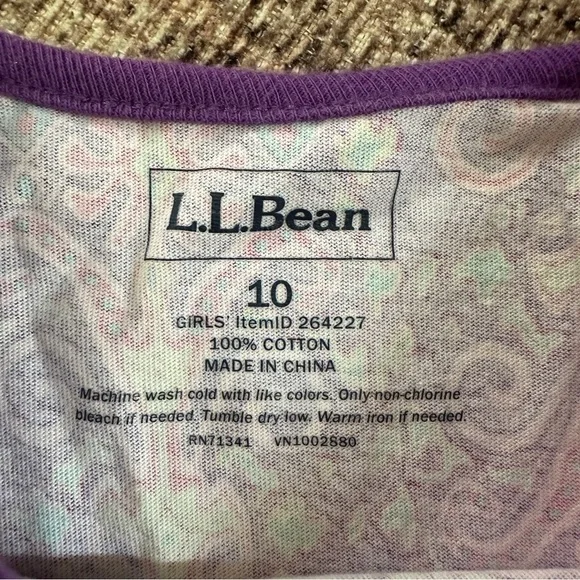 L.L.Bean
10
GIRLS' ItemID 264227
100% COTTON
MADE IN CHINA
Machine wash cold with like colors. Only non-chlorine
bleach if needed. Tumble dry low. Warm iron if needed.
RN71341 VN1002880